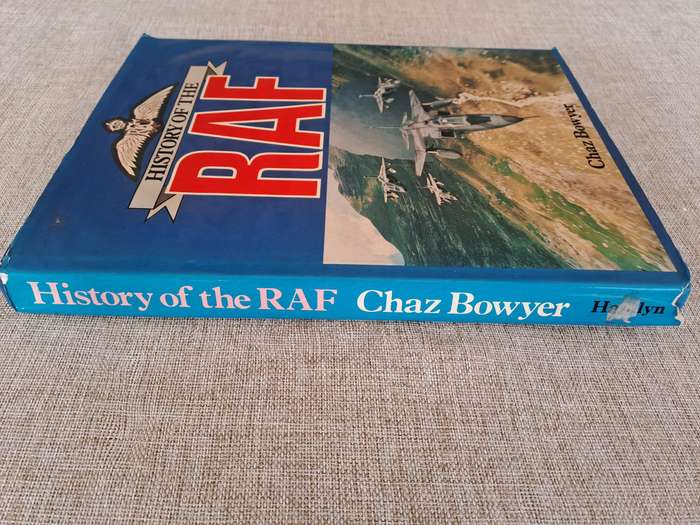 HISTORY OF THE
RAF
Chaz Bowyer
History of the RAF Chaz Bowyer